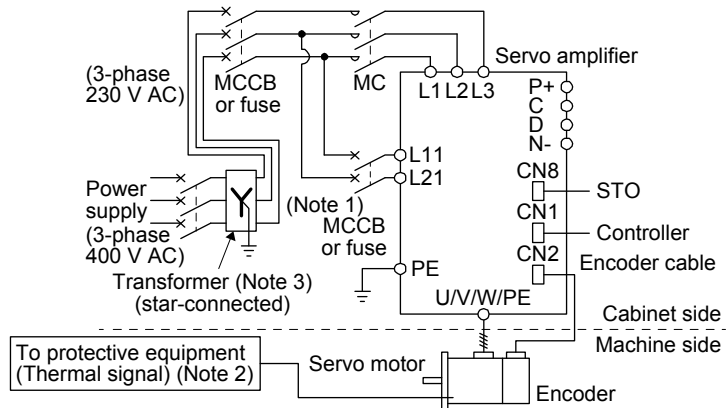 Servo amplifier
(3-phase
230 V AC)
MCCB
or fuse
MC
L1 L2 L3
P+
C
D
N-
L11
L21
CN8
STO
CN1
Controller
CN2
Encoder cable
Power
supply
(3-phase
400 V AC)
(Note 1)
MCCB
or fuse
Transformer (Note 3)
(star-connected)
PE
U/V/W/PE
Cabinet side
Machine side
To protective equipment
(Thermal signal) (Note 2)
Servo motor
Encoder